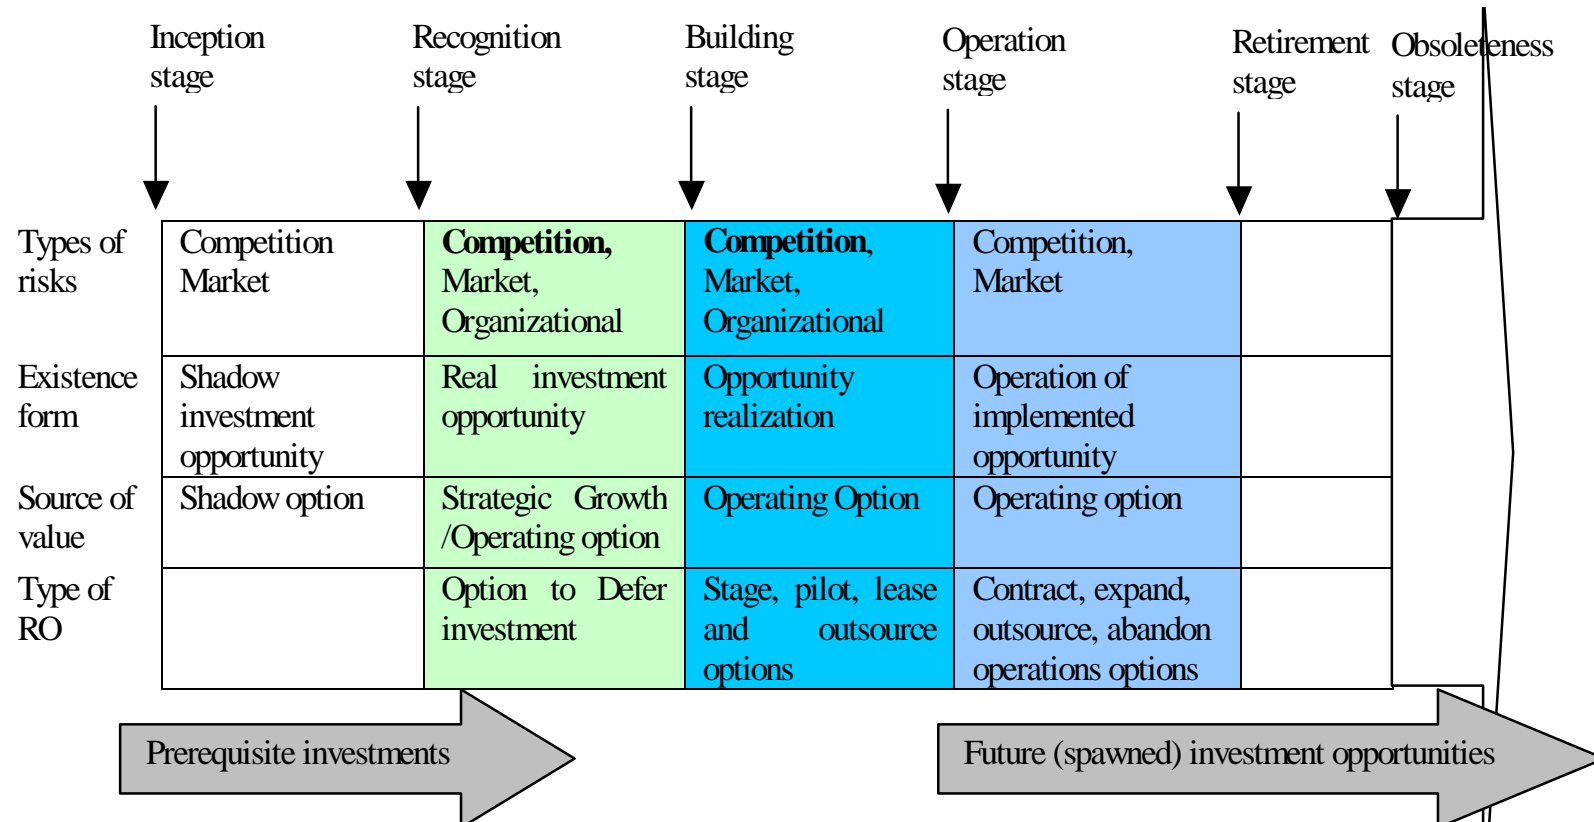 Inception
stage
Recognition
stage
Building
stage
Operation
stage
Retirement
stage
Obsoleteness
stage
Types of
risks
Competition
Market
Competition,
Market,
Organizational
Competition,
Market,
Organizational
Competition,
Market
Existence
form
Shadow
investment
opportunity
Real investment
opportunity
Opportunity
realization
Operation of
implemented
opportunity
Source of
value
Shadow option
Strategic Growth
/Operating option
Operating Option
Operating option
Type of
RO
Option to Defer
investment
Stage, pilot, lease
and outsource
options
Contract, expand,
outsource, abandon
operations options
Prerequisite investments
Future (spawned) investment opportunities